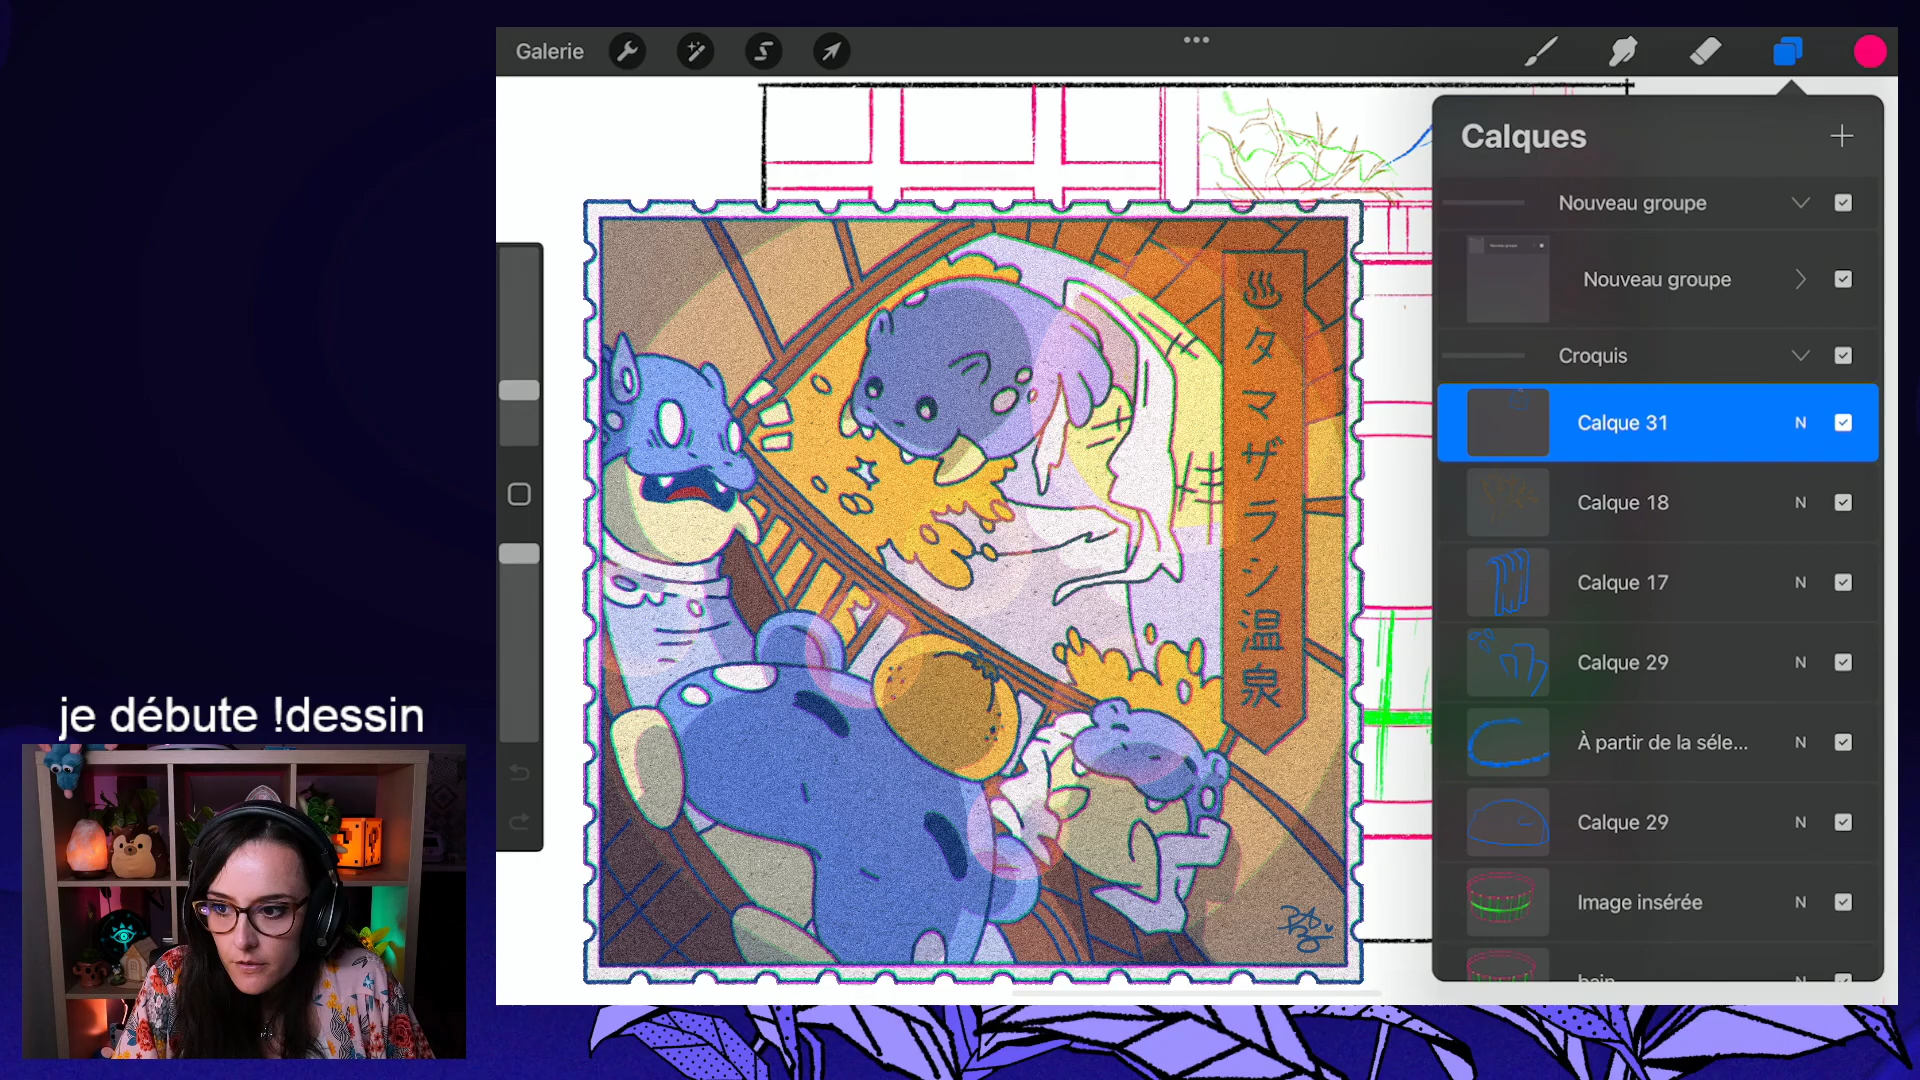 Galerie
Calques
Nouveau groupe
Nouveau groupe
Croquis
Calque 31 N
Calque 18 N
Calque 17 N
Calque 29 N
À partir de la séle... N
Calque 29 N
Image insérée N
bain N
♨タマザラシ温泉
je débute !dessin